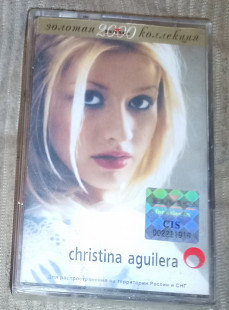 золотая 2000 коллекция
CIS
christina aguilera
Для распространения на территории России и СНГ